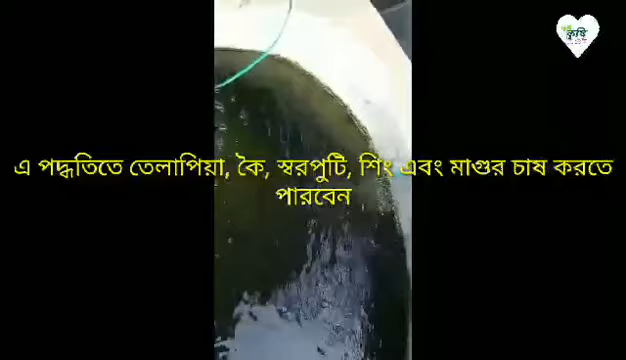 কৃষি
এ পদ্ধতিতে তেলাপিয়া, কৈ, স্বরপুটি, শিং এবং মাগুর চাষ করতে
পারবেন